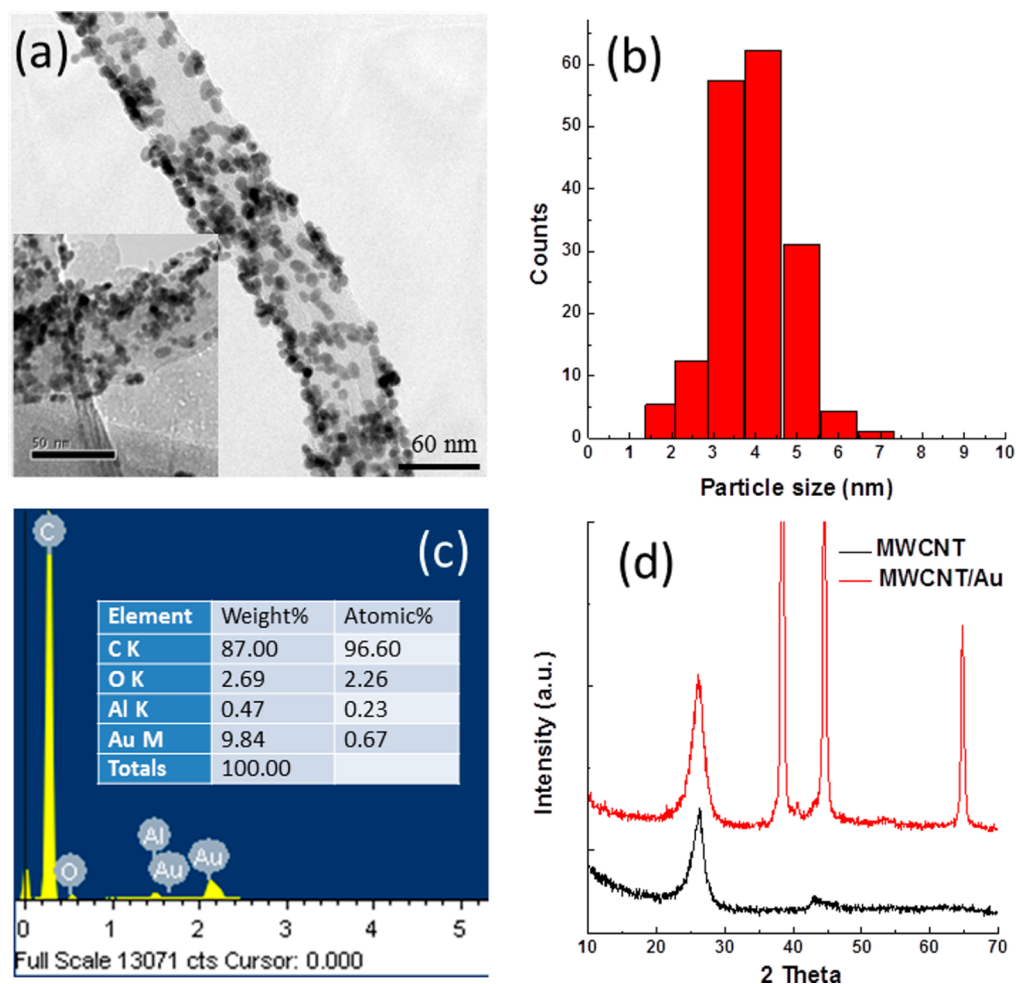 (a)
50 nm
60 nm
(b)
Counts
60
50
40
30
20
10
0
0 1 2 3 4 5 6 7 8 9 10
Particle size (nm)
(c)
C
Element Weight% Atomic%
C K 87.00 96.60
O K 2.69 2.26
Al K 0.47 0.23
Au M 9.84 0.67
Totals 100.00
O
Al
Au
Au
0 1 2 3 4 5
Full Scale 13071 cts Cursor: 0.000
(d)
MWCNT
MWCNT/Au
Intensity (a.u.)
10 20 30 40 50 60 70
2 Theta